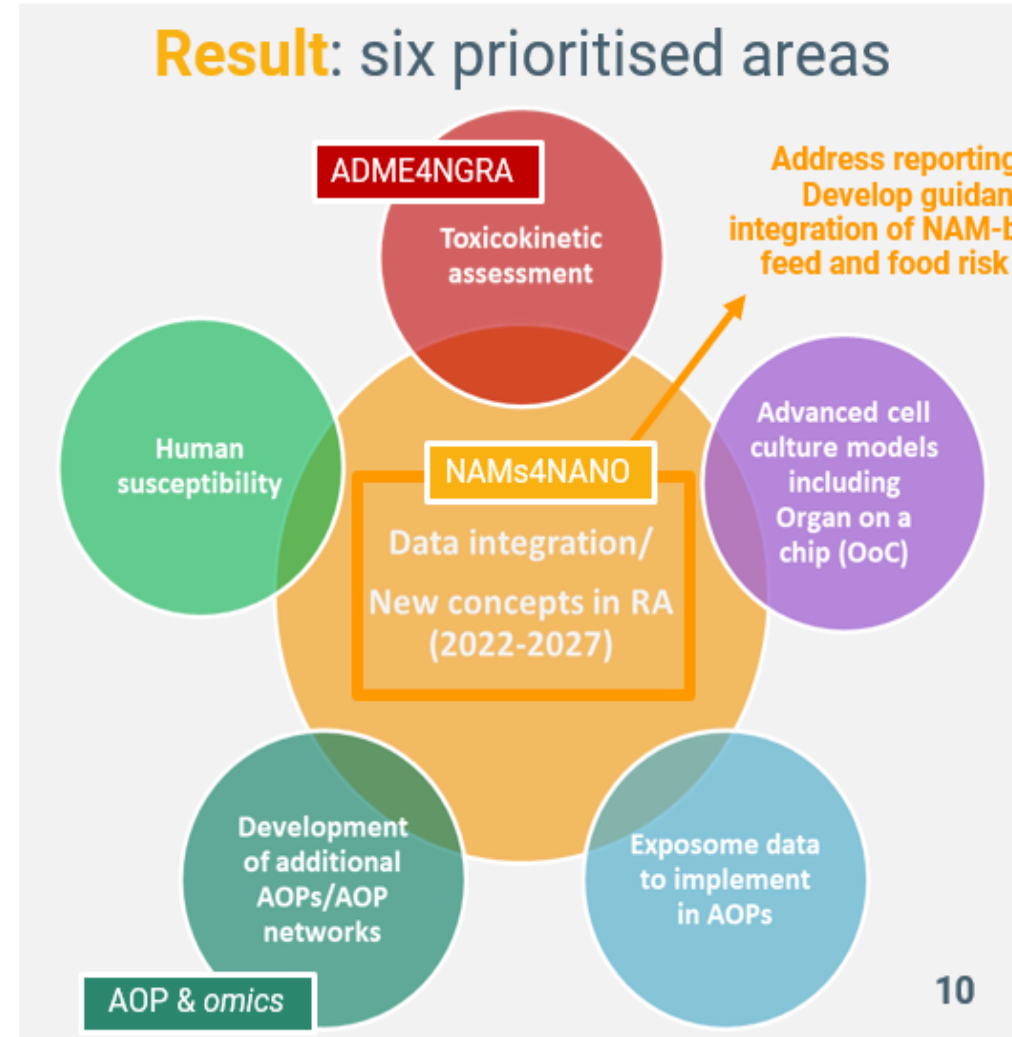 Result: six prioritised areas
ADME4NGRA
Toxicokinetic
assessment
Address reporting
Develop guidan
integration of NAM-b
feed and food risk
Human
susceptibility
Advanced cell
culture models
including
Organ on a
chip (OoC)
NAMs4NANO
Data integration/
New concepts in RA
(2022-2027)
Development
of additional
AOPs/AOP
networks
Exposome data
to implement
in AOPs
AOP & omics
10